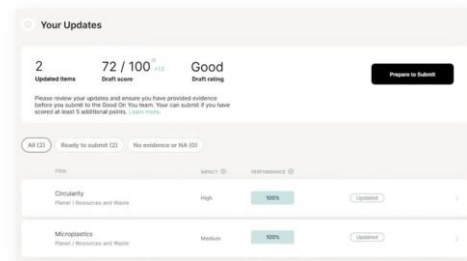 Your Updates
2
Updated items
72 / 100
Draft score
Good
Draft rating
Prepare to Submit
Please review your updates and ensure you have provided evidence
before you submit to the Good On You team. Your can submit if you have
scored at least 5 additional points. Learn more.
All (2)
Ready to submit (2)
No evidence or NA (0)
ITEM
IMPACT
PERFORMANCE
Circularity
Planet / Resources and Waste
High
100%
Updated
Microplastics
Planet / Resources and Waste
Medium
100%
Updated